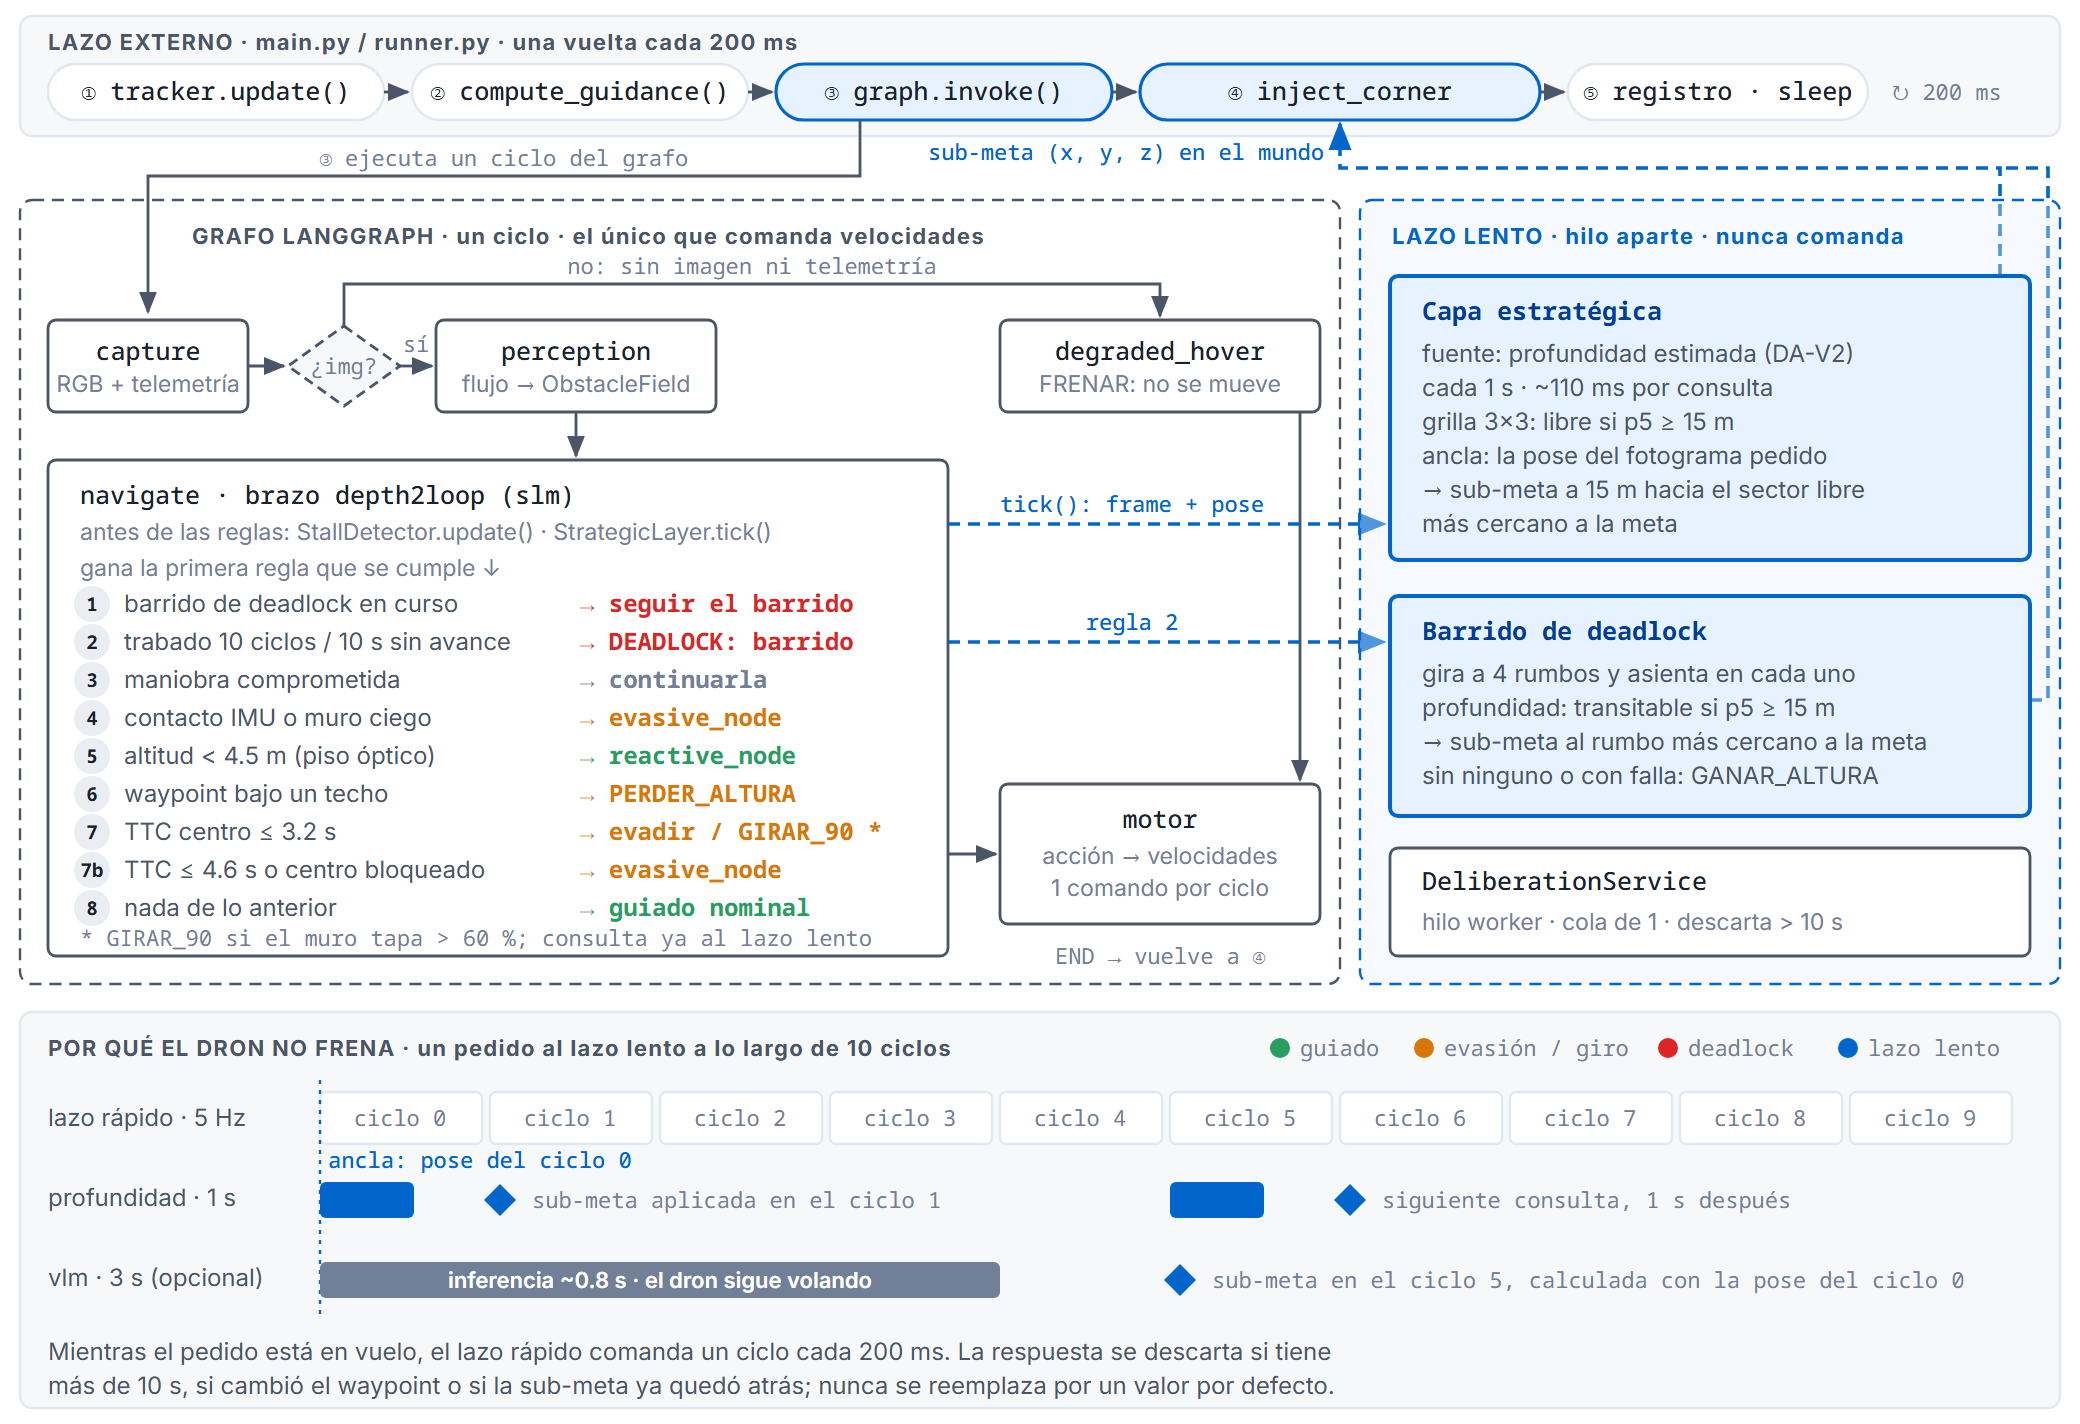 LAZO EXTERNO · main.py / runner.py · una vuelta cada 200 ms
① tracker.update()
② compute_guidance()
③ graph.invoke()
④ inject_corner
⑤ registro · sleep
↻ 200 ms
③ ejecuta un ciclo del grafo
sub-meta (x, y, z) en el mundo
GRAFO LANGGRAPH · un ciclo · el único que comanda velocidades
no: sin imagen ni telemetría
capture
RGB + telemetría
¿img?
sí
perception
flujo → ObstacleField
degraded_hover
FRENAR: no se mueve
navigate · brazo depth2loop (slm)
antes de las reglas: StallDetector.update() · StrategicLayer.tick()
gana la primera regla que se cumple ↓
1 barrido de deadlock en curso → seguir el barrido
2 trabado 10 ciclos / 10 s sin avance → DEADLOCK: barrido
3 maniobra comprometida → continuarla
4 contacto IMU o muro ciego → evasive_node
5 altitud < 4.5 m (piso óptico) → reactive_node
6 waypoint bajo un techo → PERDER_ALTURA
7 TTC centro ≤ 3.2 s → evadir / GIRAR_90 *
7b TTC ≤ 4.6 s o centro bloqueado → evasive_node
8 nada de lo anterior → guiado nominal
* GIRAR_90 si el muro tapa > 60 %; consulta ya al lazo lento
tick(): frame + pose
regla 2
motor
acción → velocidades
1 comando por ciclo
END → vuelve a ④
LAZO LENTO · hilo aparte · nunca comanda
Capa estratégica
fuente: profundidad estimada (DA-V2)
cada 1 s · ~110 ms por consulta
grilla 3×3: libre si p5 ≥ 15 m
ancla: la pose del fotograma pedido
→ sub-meta a 15 m hacia el sector libre
más cercano a la meta
Barrido de deadlock
gira a 4 rumbos y asienta en cada uno
profundidad: transitable si p5 ≥ 15 m
→ sub-meta al rumbo más cercano a la meta
sin ninguno o con falla: GANAR_ALTURA
DeliberationService
hilo worker · cola de 1 · descarta > 10 s
POR QUÉ EL DRON NO FRENA · un pedido al lazo lento a lo largo de 10 ciclos
guiado
evasión / giro
deadlock
lazo lento
lazo rápido · 5 Hz
ciclo 0
ciclo 1
ciclo 2
ciclo 3
ciclo 4
ciclo 5
ciclo 6
ciclo 7
ciclo 8
ciclo 9
ancla: pose del ciclo 0
profundidad · 1 s
sub-meta aplicada en el ciclo 1
siguiente consulta, 1 s después
vlm · 3 s (opcional)
inferencia ~0.8 s · el dron sigue volando
sub-meta en el ciclo 5, calculada con la pose del ciclo 0
Mientras el pedido está en vuelo, el lazo rápido comanda un ciclo cada 200 ms. La respuesta se descarta si tiene
más de 10 s, si cambió el waypoint o si la sub-meta ya quedó atrás; nunca se reemplaza por un valor por defecto.